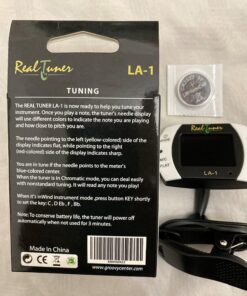 Real Tuner
LA-1
TUNING
The REAL TUNER LA-1 is now ready to help you tune your
instrument. Once you play a note, the tuner's needle
display will use different colors to indicate the note you are playing
and how close to pitch you are.
The needle pointing to the left (yellow-colored) side of
display indicates flat, while pointing to the right
(red-colored) side of the display indicates sharp.
You are in tune if the needle points to the meter's
blue-colored center.
When the tuner is in Chromatic mode, you can deal easily
with nonstandard tuning. It will read any note you play!
When it's inWind instrument mode ,press button KEY shortly
to set the key: C , D Eb , F , Bb.
Note: To conserve battery life, the tuner will power off
automatically when not used for 3 minutes.
Made In China
www.groovycenter.com
Real Tuner
LA-1